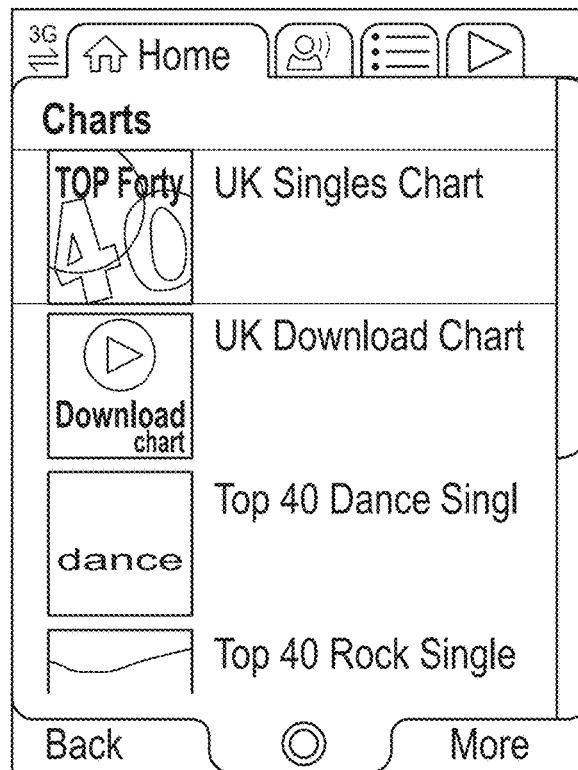 3G
Home
Charts
TOP Forty
40
UK Singles Chart
UK Download Chart
Download
chart
Top 40 Dance Singl
dance
Top 40 Rock Single
Back
More